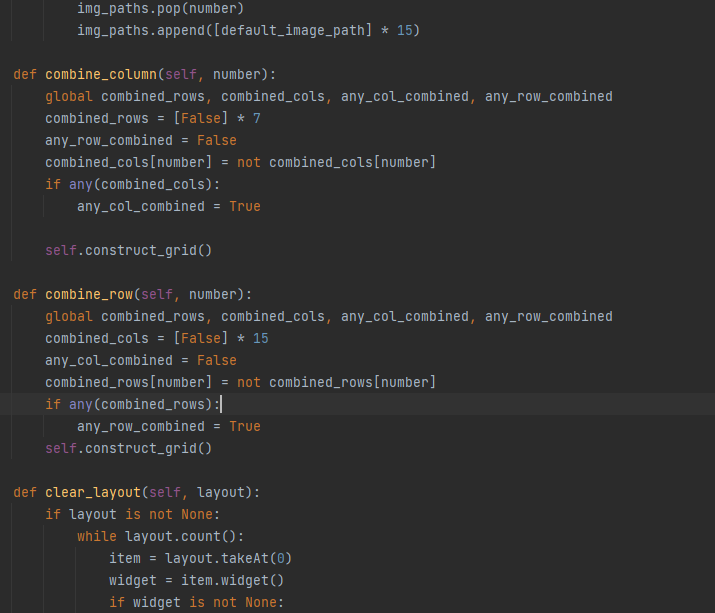 img_paths.pop(number)
img_paths.append([default_image_path] * 15)
def combine_column(self, number):
global combined_rows, combined_cols, any_col_combined, any_row_combined
combined_rows = [False] * 7
any_row_combined = False
combined_cols[number] = not combined_cols[number]
if any(combined_cols):
any_col_combined = True
self.construct_grid()
def combine_row(self, number):
global combined_rows, combined_cols, any_col_combined, any_row_combined
combined_cols = [False] * 15
any_col_combined = False
combined_rows[number] = not combined_rows[number]
if any(combined_rows):
any_row_combined = True
self.construct_grid()
def clear_layout(self, layout):
if layout is not None:
while layout.count():
item = layout.takeAt(0)
widget = item.widget()
if widget is not None: